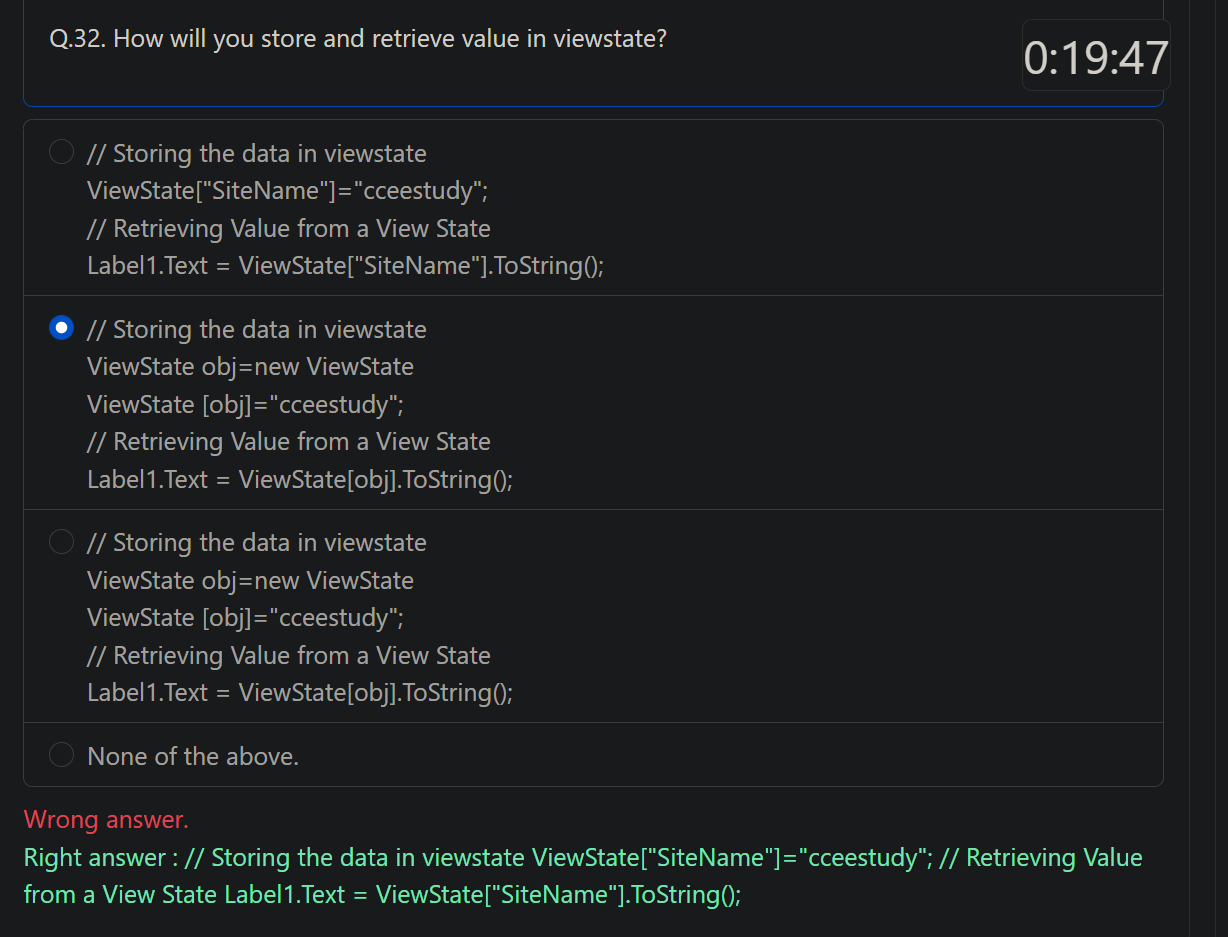 Q.32. How will you store and retrieve value in viewstate?
0:19:47
// Storing the data in viewstate
ViewState["SiteName"]="cceestudy";
// Retrieving Value from a View State
Label1.Text = ViewState["SiteName"].ToString();
// Storing the data in viewstate
ViewState obj=new ViewState
ViewState [obj]="cceestudy";
// Retrieving Value from a View State
Label1.Text = ViewState[obj].ToString();
// Storing the data in viewstate
ViewState obj=new ViewState
ViewState [obj]="cceestudy";
// Retrieving Value from a View State
Label1.Text = ViewState[obj].ToString();
None of the above.
Wrong answer.
Right answer : // Storing the data in viewstate ViewState["SiteName"]="cceestudy"; // Retrieving Value
from a View State Label1.Text = ViewState["SiteName"].ToString();